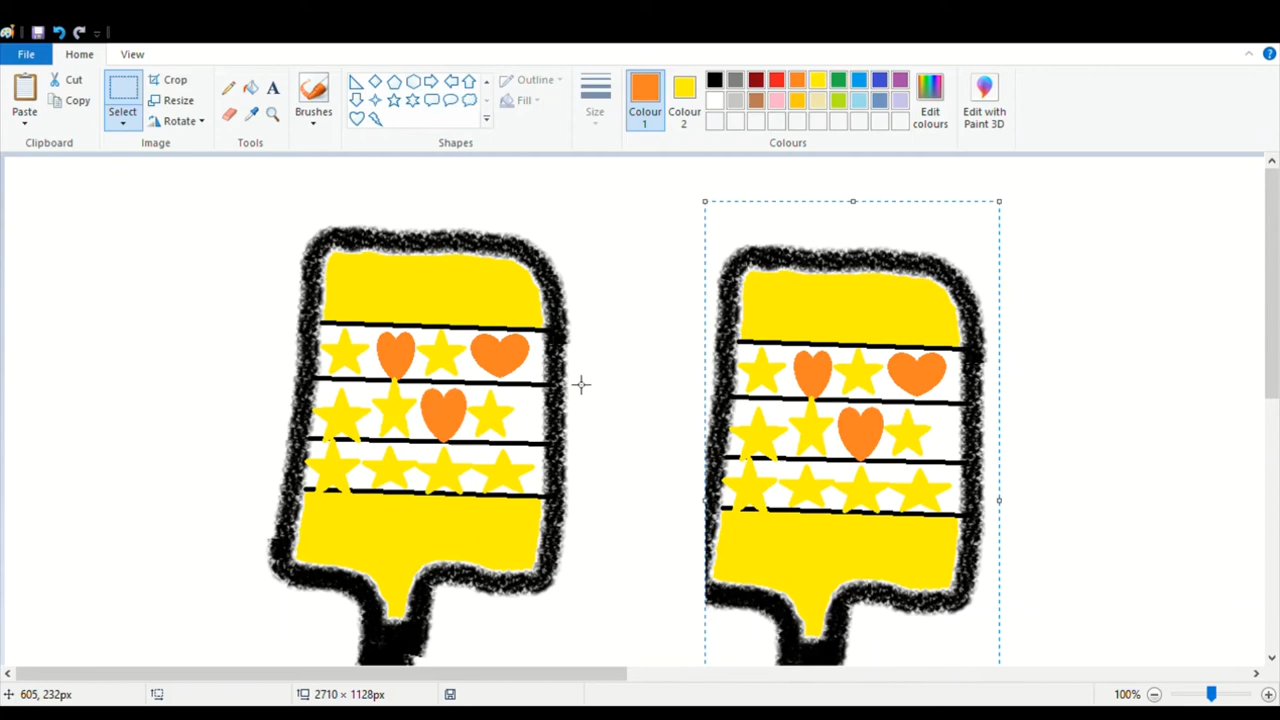 File Home View
Cut
Copy
Paste
Clipboard
Select
Crop
Resize
Rotate
Image
Tools
Brushes
Shapes
Outline
Fill
Size
Colour 1
Colour 2
Edit colours
Colours
Edit with Paint 3D
605, 232px
2710 × 1128px
100%